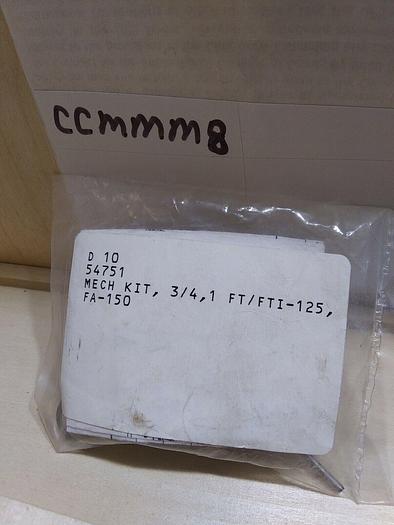 ccmmm8
D 10
54751
MECH KIT, 3/4,1 FT/FTI-125,
FA-150